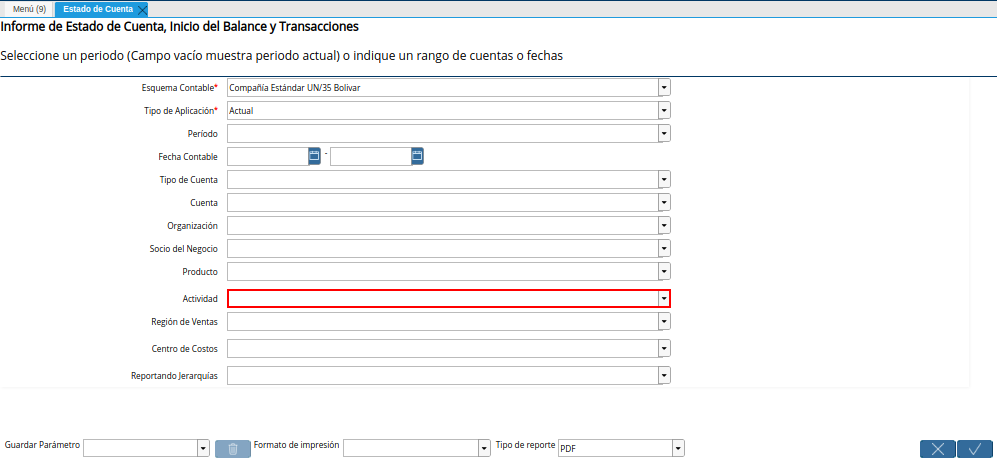 Menú (9) Estado de Cuenta
Informe de Estado de Cuenta, Inicio del Balance y Transacciones
Seleccione un periodo (Campo vacío muestra periodo actual) o indique un rango de cuentas o fechas
Esquema Contable* Compañía Estándar UN/35 Bolivar
Tipo de Aplicación* Actual
Período
Fecha Contable -
Tipo de Cuenta
Cuenta
Organización
Socio del Negocio
Producto
Actividad
Región de Ventas
Centro de Costos
Reportando Jerarquías
Guardar Parámetro Formato de impresión Tipo de reporte PDF